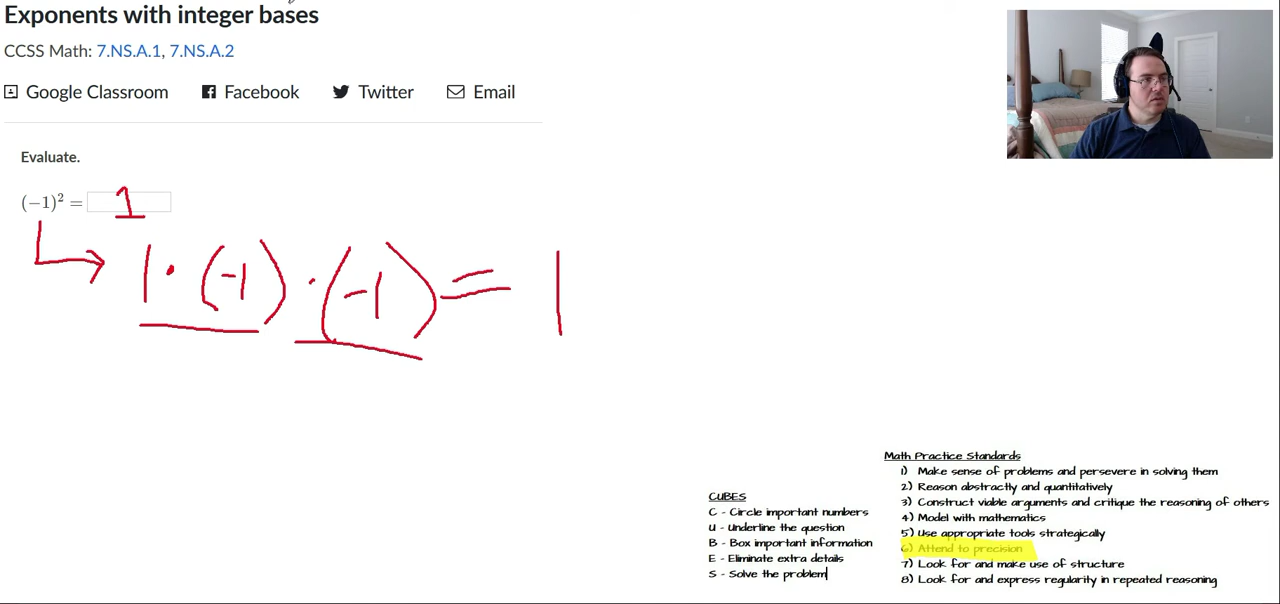 Exponents with integer bases
CCSS Math: 7.NS.A.1, 7.NS.A.2
Google Classroom Facebook Twitter Email
Evaluate.
(−1)² = 1
1 · (-1) · (-1) = 1
CUBES
C - Circle important numbers
U - Underline the question
B - Box important information
E - Eliminate extra details
S - Solve the problem
Math Practice Standards
1) Make sense of problems and persevere in solving them
2) Reason abstractly and quantitatively
3) Construct viable arguments and critique the reasoning of others
4) Model with mathematics
5) Use appropriate tools strategically
6) Attend to precision
7) Look for and make use of structure
8) Look for and express regularity in repeated reasoning